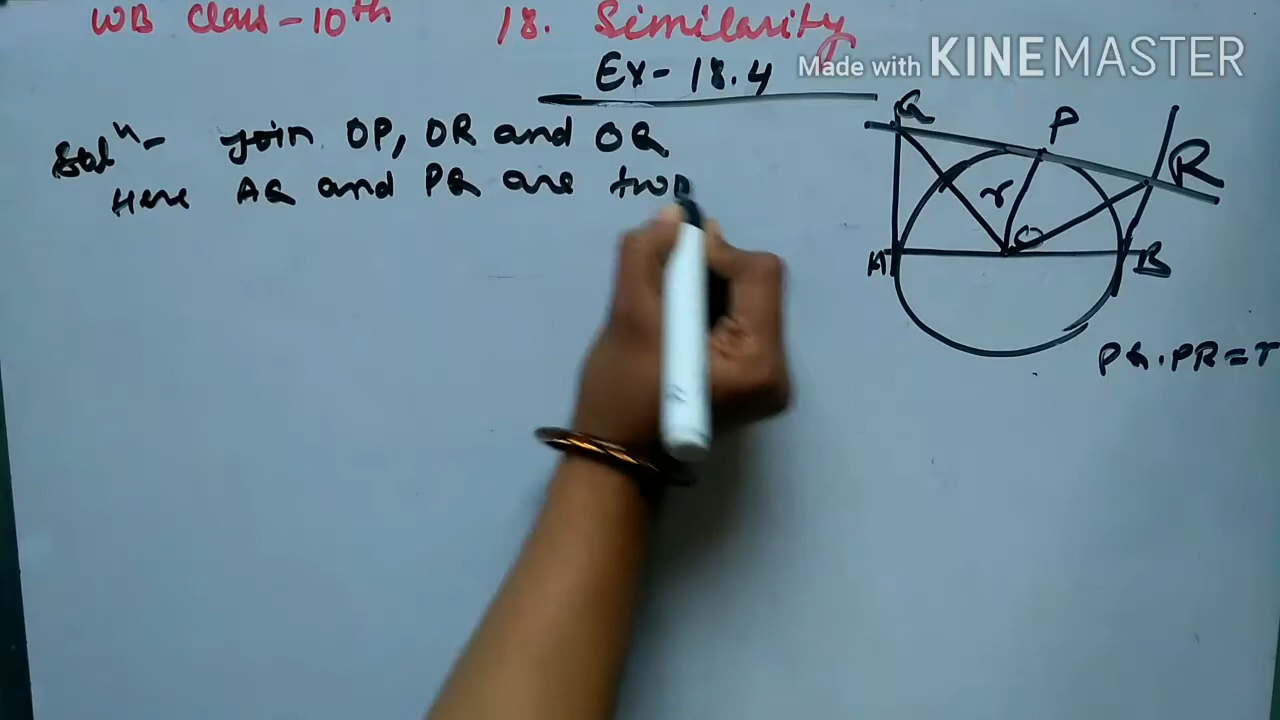 WB Class-10th 18. Similarity
Ex-18.4
Made with KINEMASTER
Solⁿ- Join OP, OR and OQ
Here AQ and PQ are two
Q
P
R
r
O
A
B
PQ.PR=r